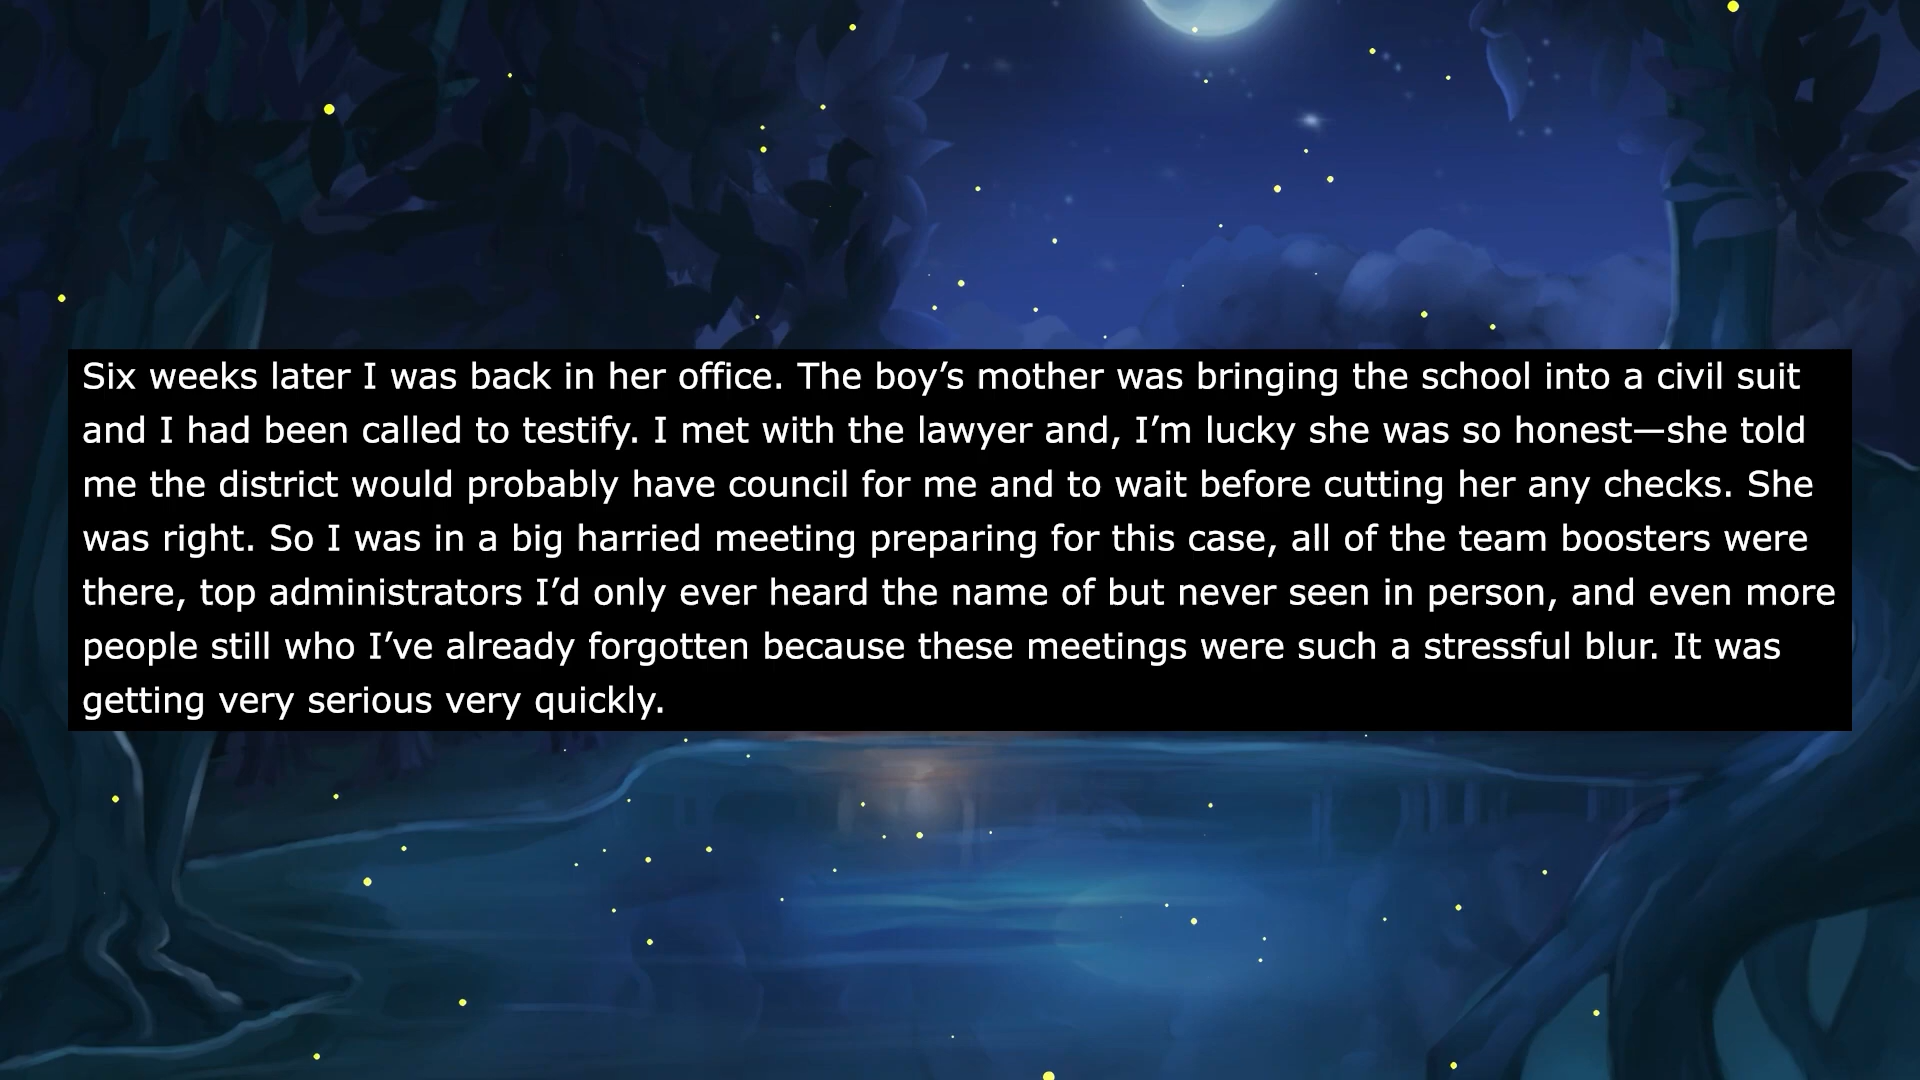 Six weeks later I was back in her office. The boy’s mother was bringing the school into a civil suit
and I had been called to testify. I met with the lawyer and, I’m lucky she was so honest—she told
me the district would probably have council for me and to wait before cutting her any checks. She
was right. So I was in a big harried meeting preparing for this case, all of the team boosters were
there, top administrators I’d only ever heard the name of but never seen in person, and even more
people still who I’ve already forgotten because these meetings were such a stressful blur. It was
getting very serious very quickly.